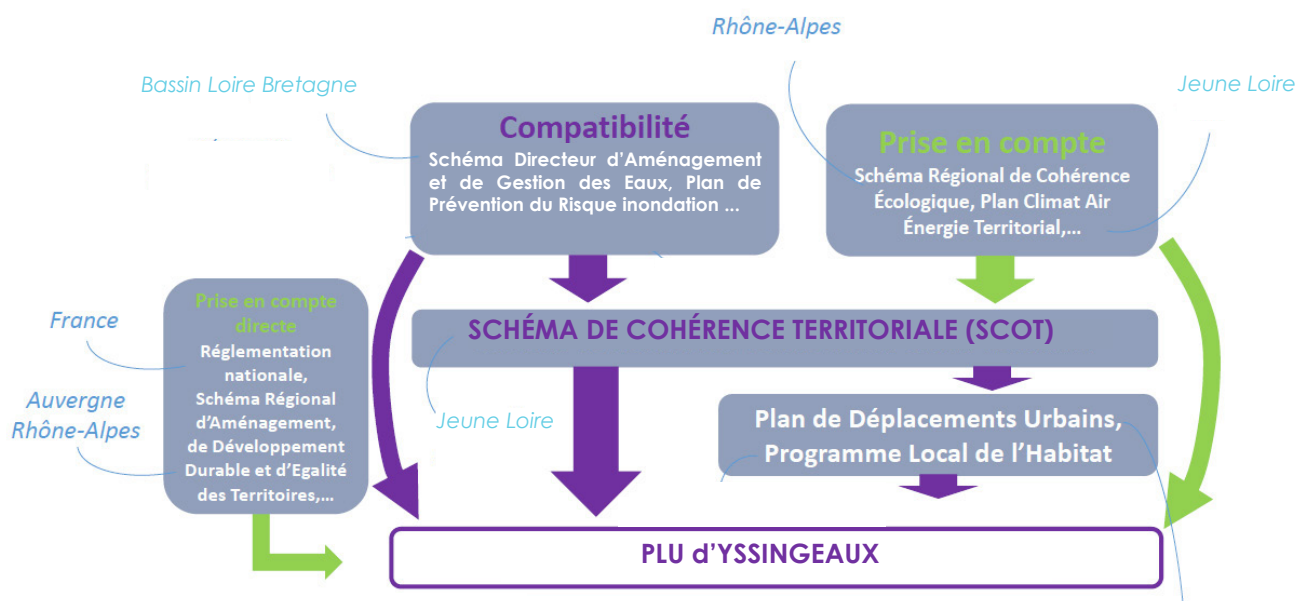 Rhône-Alpes
Bassin Loire Bretagne
Jeune Loire
Compatibilité
Schéma Directeur d’Aménagement
et de Gestion des Eaux, Plan de
Prévention du Risque inondation ...
Prise en compte
Schéma Régional de Cohérence
Écologique, Plan Climat Air
Énergie Territorial,...
France
Auvergne
Rhône-Alpes
Prise en compte
directe
Réglementation
nationale,
Schéma Régional
d’Aménagement,
de Développement
Durable et d’Egalité
des Territoires,...
SCHÉMA DE COHÉRENCE TERRITORIALE (SCOT)
Jeune Loire
Plan de Déplacements Urbains,
Programme Local de l’Habitat
PLU d’YSSINGEAUX